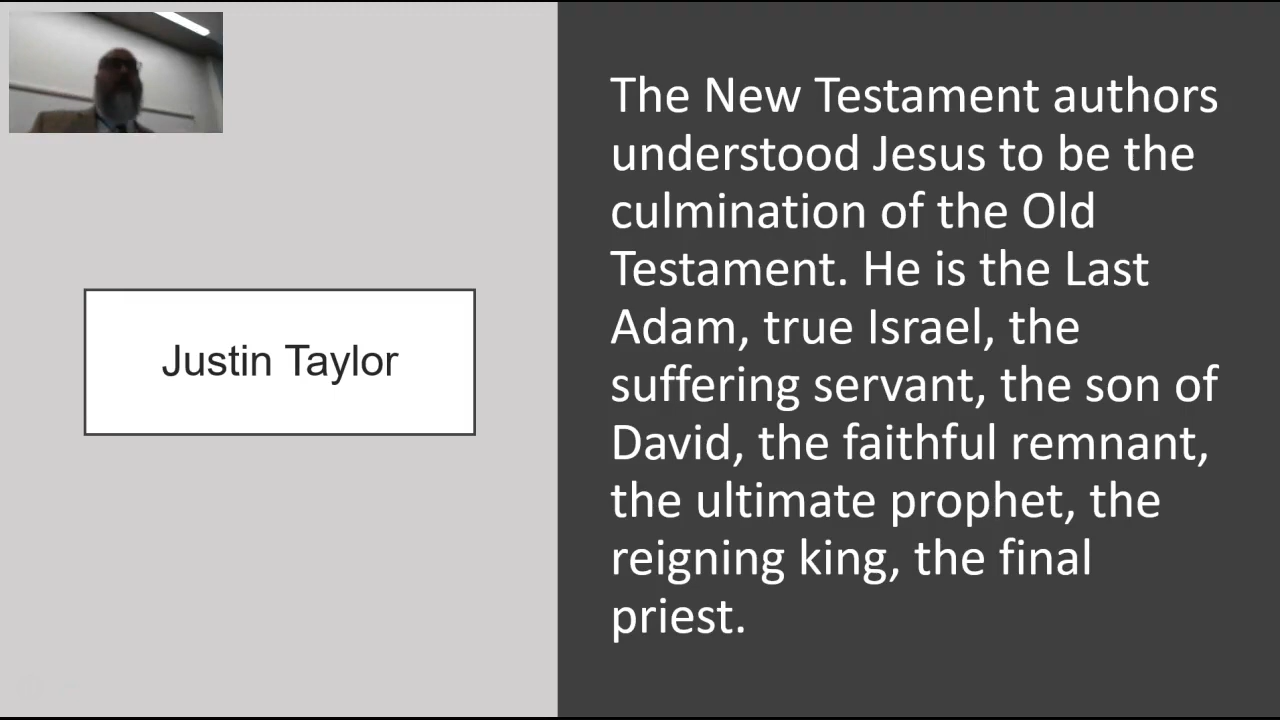 Justin Taylor
The New Testament authors
understood Jesus to be the
culmination of the Old
Testament. He is the Last
Adam, true Israel, the
suffering servant, the son of
David, the faithful remnant,
the ultimate prophet, the
reigning king, the final
priest.